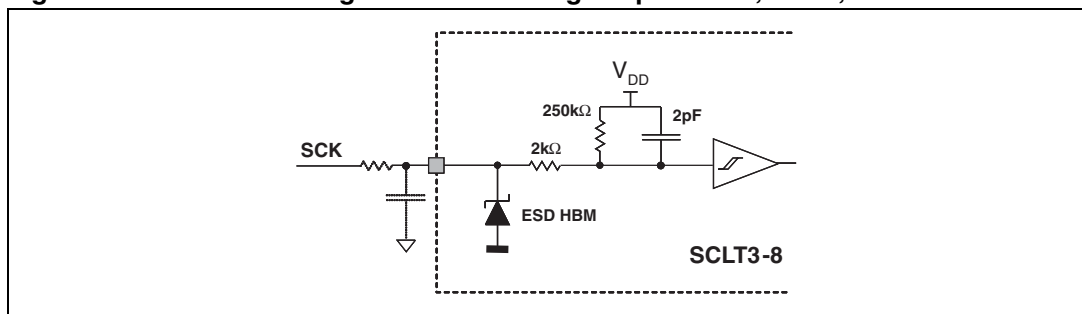 V_DD
250kΩ
2pF
2kΩ
SCK
ESD HBM
SCLT3-8